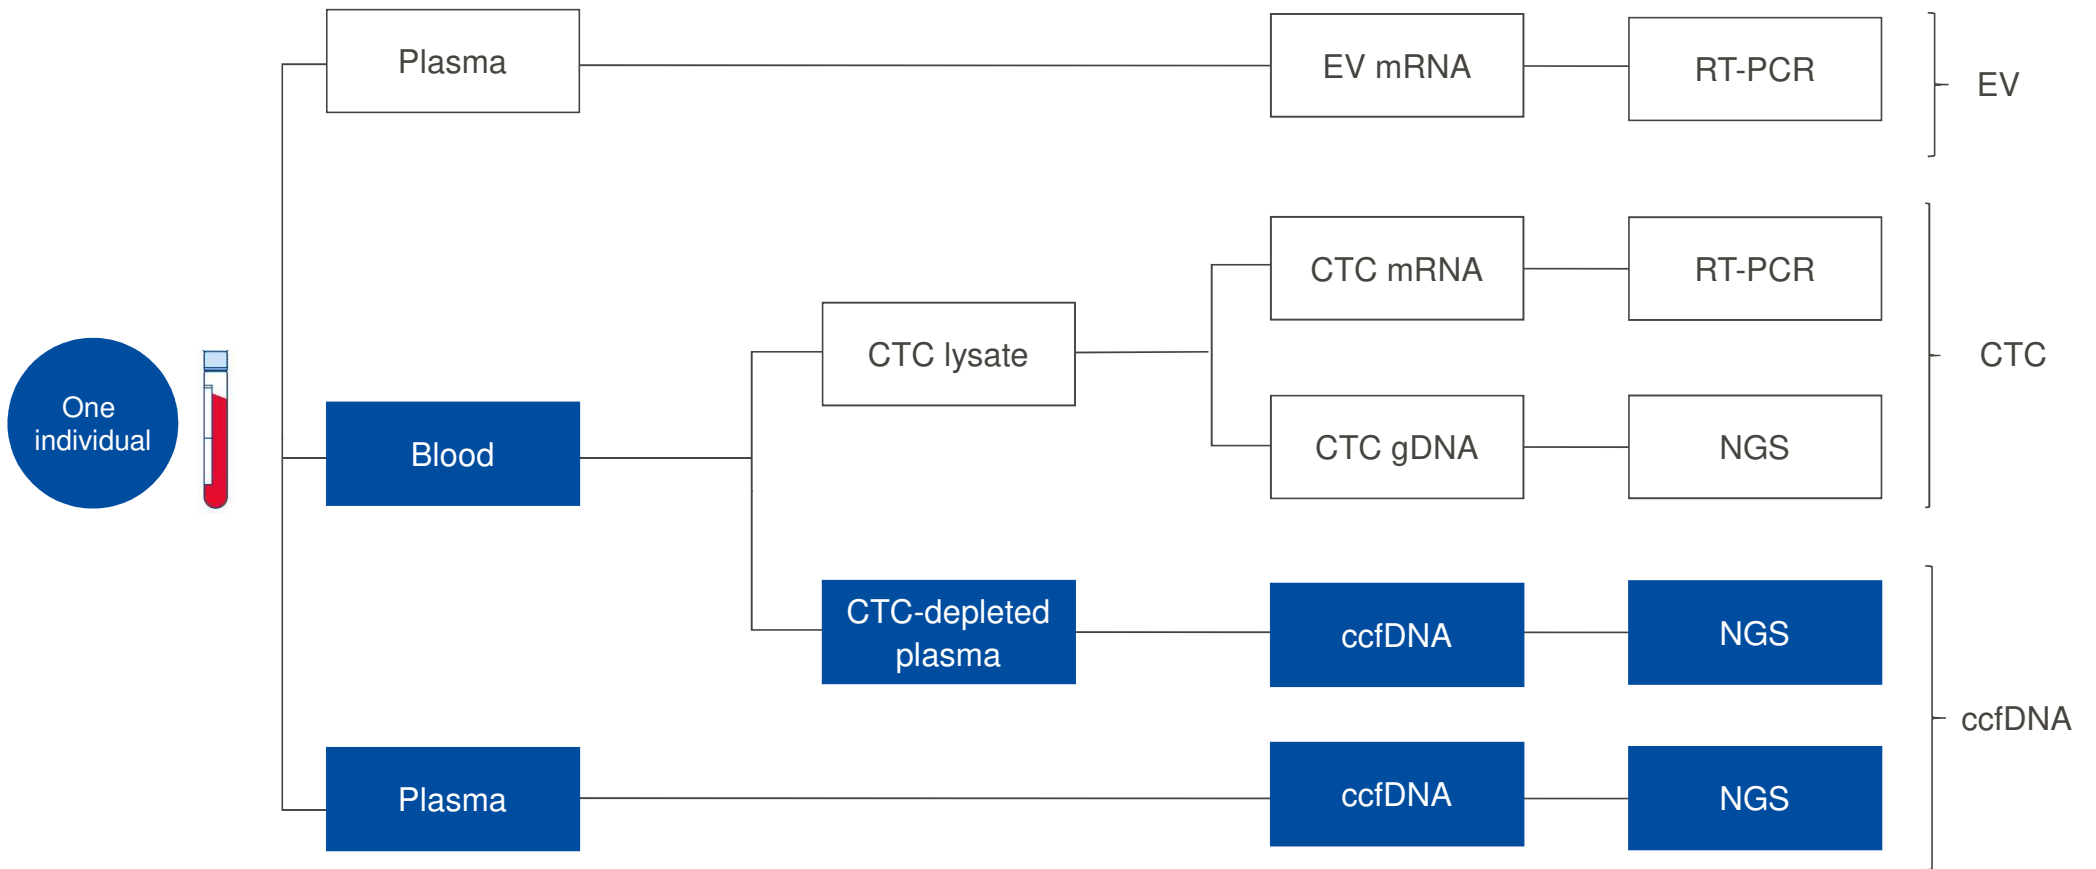 Plasma
EV mRNA
RT-PCR
EV
CTC mRNA
RT-PCR
CTC lysate
CTC
One
individual
Blood
CTC gDNA
NGS
CTC-depleted
plasma
ccfDNA
NGS
ccfDNA
Plasma
ccfDNA
NGS